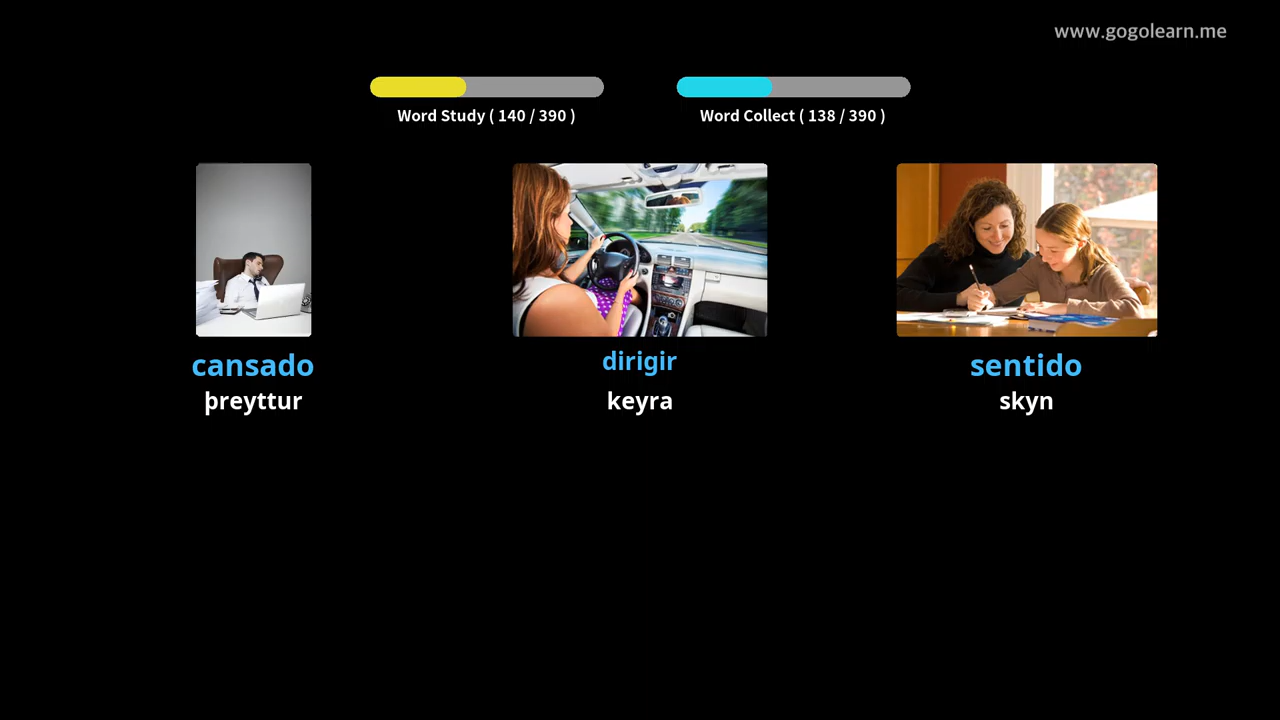 www.gogolearn.me
Word Study ( 140 / 390 )
Word Collect ( 138 / 390 )
cansado
dirigir
sentido
þreyttur
keyra
skyn